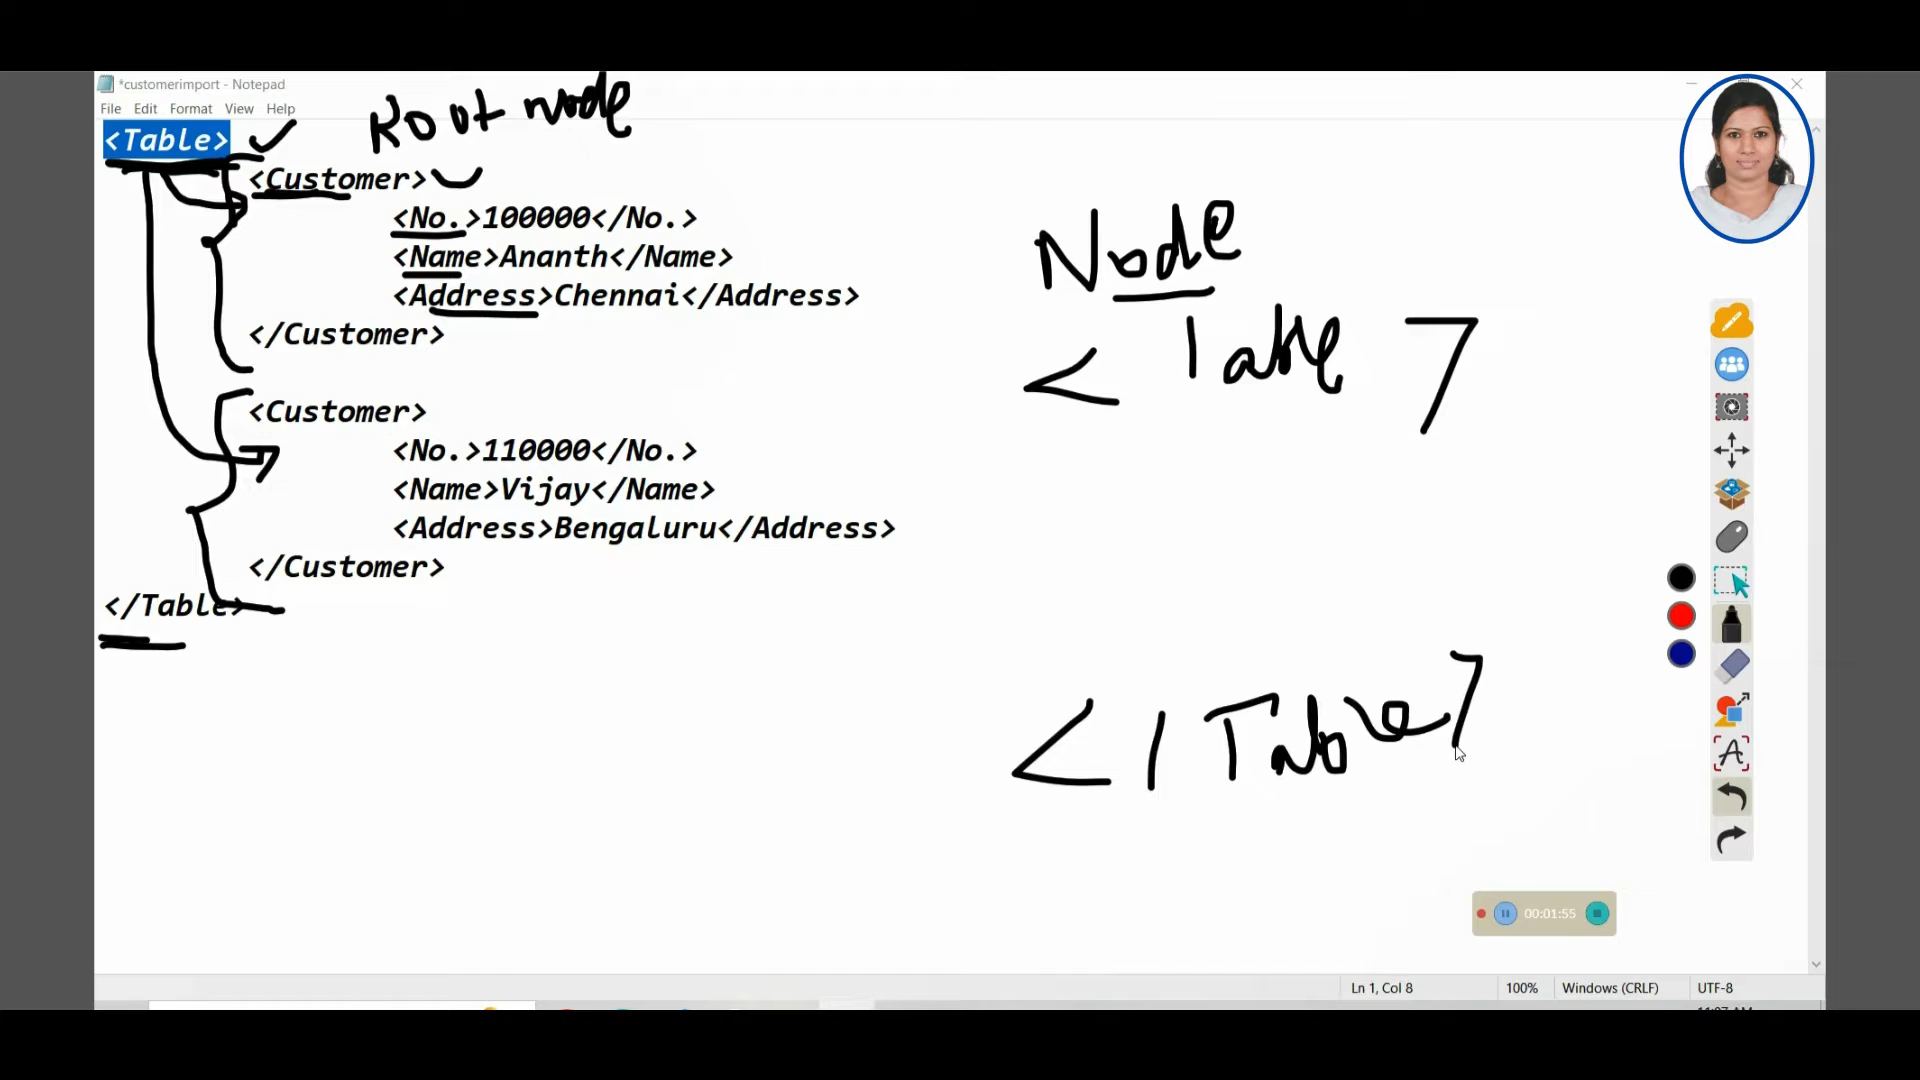 *customerimport - Notepad
File Edit Format View Help
Root node
<Table>
<Customer>
<No.>100000</No.>
<Name>Ananth</Name>
<Address>Chennai</Address>
</Customer>
<Customer>
<No.>110000</No.>
<Name>Vijay</Name>
<Address>Bengaluru</Address>
</Customer>
</Table>
Node
<Table>
</Table>
00:01:55
Ln 1, Col 8 100% Windows (CRLF) UTF-8